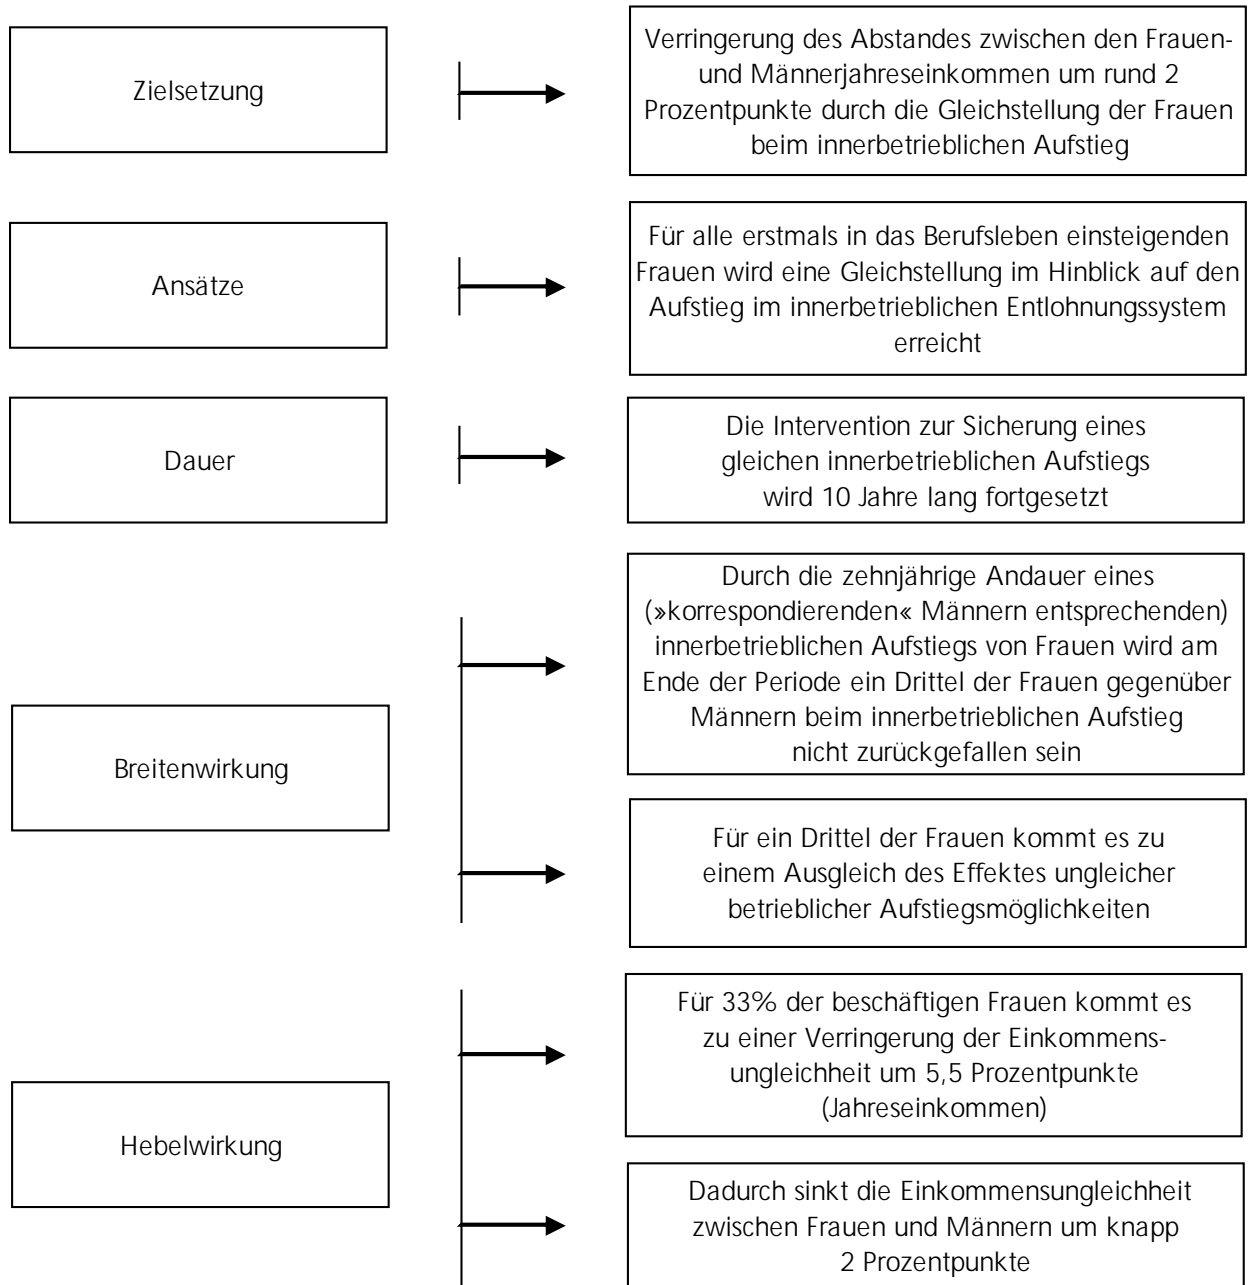 Zielsetzung
Verringerung des Abstandes zwischen den Frauen-
und Männerjahreseinkommen um rund 2
Prozentpunkte durch die Gleichstellung der Frauen
beim innerbetrieblichen Aufstieg
Ansätze
Für alle erstmals in das Berufsleben einsteigenden
Frauen wird eine Gleichstellung im Hinblick auf den
Aufstieg im innerbetrieblichen Entlohnungssystem
erreicht
Dauer
Die Intervention zur Sicherung eines
gleichen innerbetrieblichen Aufstiegs
wird 10 Jahre lang fortgesetzt
Breitenwirkung
Durch die zehnjährige Andauer eines
(»korrespondierenden« Männern entsprechenden)
innerbetrieblichen Aufstiegs von Frauen wird am
Ende der Periode ein Drittel der Frauen gegenüber
Männern beim innerbetrieblichen Aufstieg
nicht zurückgefallen sein
Für ein Drittel der Frauen kommt es zu
einem Ausgleich des Effektes ungleicher
betrieblicher Aufstiegsmöglichkeiten
Hebelwirkung
Für 33% der beschäftigen Frauen kommt es
zu einer Verringerung der Einkommens-
ungleichheit um 5,5 Prozentpunkte
(Jahreseinkommen)
Dadurch sinkt die Einkommensungleichheit
zwischen Frauen und Männern um knapp
2 Prozentpunkte